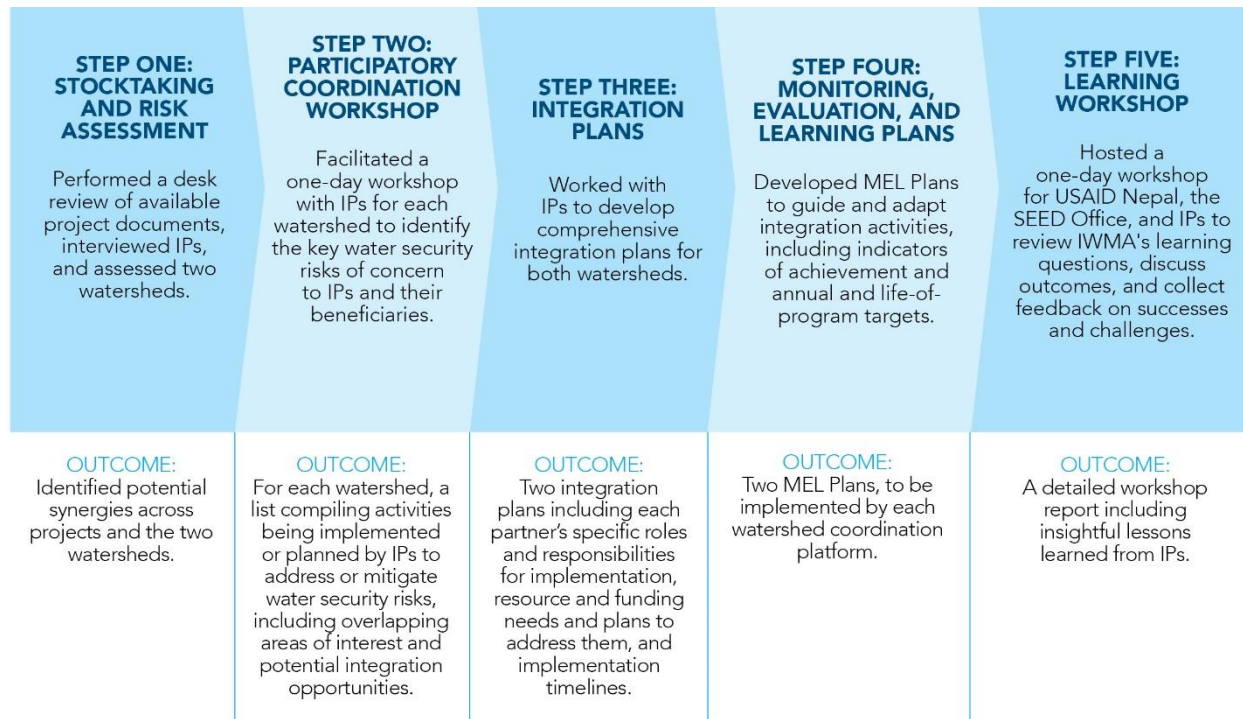 STEP ONE:
STOCKTAKING
AND RISK
ASSESSMENT
Performed a desk
review of available
project documents,
interviewed IPs,
and assessed two
watersheds.
STEP TWO:
PARTICIPATORY
COORDINATION
WORKSHOP
Facilitated a
one-day workshop
with IPs for each
watershed to identify
the key water security
risks of concern
to IPs and their
beneficiaries.
STEP THREE:
INTEGRATION
PLANS
Worked with
IPs to develop
comprehensive
integration plans for
both watersheds.
STEP FOUR:
MONITORING,
EVALUATION, AND
LEARNING PLANS
Developed MEL Plans
to guide and adapt
integration activities,
including indicators
of achievement and
annual and life-of-
program targets.
STEP FIVE:
LEARNING
WORKSHOP
Hosted a
one-day workshop
for USAID Nepal, the
SEED Office, and IPs to
review IWMA's learning
questions, discuss
outcomes, and collect
feedback on successes
and challenges.
OUTCOME:
Identified potential
synergies across
projects and the two
watersheds.
OUTCOME:
For each watershed, a
list compiling activities
being implemented
or planned by IPs to
address or mitigate
water security risks,
including overlapping
areas of interest and
potential integration
opportunities.
OUTCOME:
Two integration
plans including each
partner's specific roles
and responsibilities
for implementation,
resource and funding
needs and plans to
address them, and
implementation
timelines.
OUTCOME:
Two MEL Plans, to be
implemented by each
watershed coordination
platform.
OUTCOME:
A detailed workshop
report including
insightful lessons
learned from IPs.